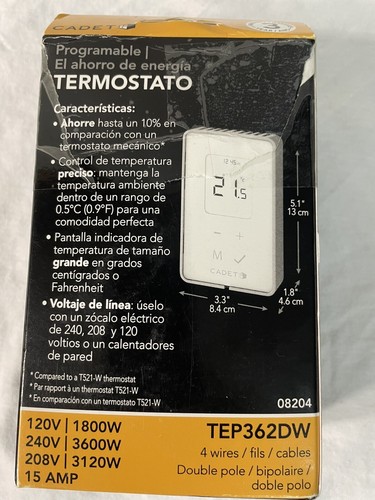 CADET
Programable |
El ahorro de energía
TERMOSTATO
Características:
• Ahorre hasta un 10% en
comparación con un
termostato mecánico*
• Control de temperatura
preciso: mantenga la
temperatura ambiente
dentro de un rango de
0.5°C (0.9°F) para una
comodidad perfecta
• Pantalla indicadora de
temperatura de tamaño
grande en grados
centígrados o
Fahrenheit
• Voltaje de línea: úselo
con un zócalo eléctrico
de 240, 208 y 120
voltios o un calentadores
de pared
21.5
- +
M ✓
CADET
5.1"
13 cm
3.3"
8.4 cm
1.8"
4.6 cm
* Compared to a T521-W thermostat
* Par rapport à un thermostat T521-W
* En comparación con un termostato T521-W
08204
120V | 1800W
240V | 3600W
208V | 3120W
15 AMP
TEP362DW
4 wires / fils / cables
Double pole / bipolaire /
doble polo